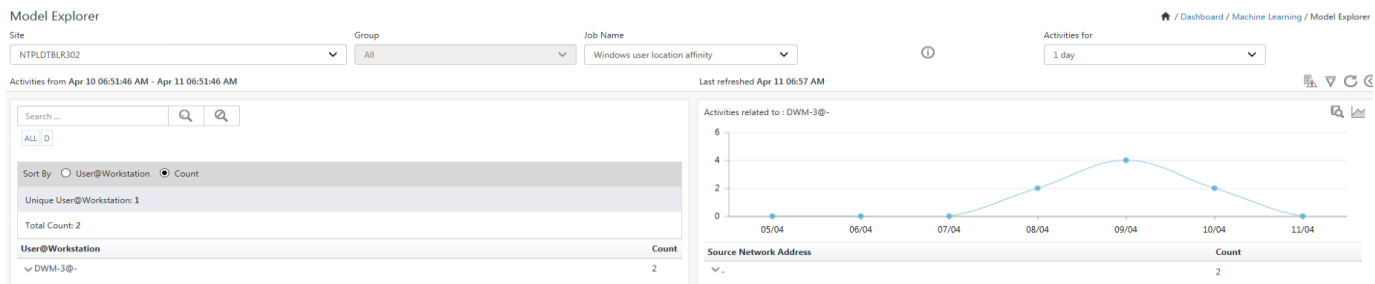 Model Explorer
/ Dashboard / Machine Learning / Model Explorer
Site
Group
Job Name
Activities for
NTPLDTBLR302
All
Windows user location affinity
1 day
Activities from Apr 10 06:51:46 AM - Apr 11 06:51:46 AM
Last refreshed Apr 11 06:57 AM
Search ...
ALL
D
Sort By
User@Workstation
Count
Unique User@Workstation: 1
Total Count: 2
User@Workstation
Count
DWM-3@-
2
Activities related to : DWM-3@-
6
4
2
0
05/04
06/04
07/04
08/04
09/04
10/04
11/04
Source Network Address
Count
-
2